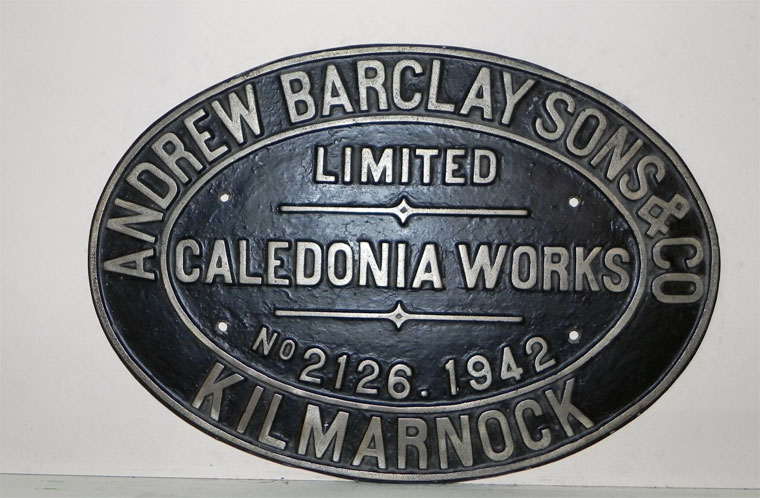 ANDREW BARCLAY SONS & CO
LIMITED
CALEDONIA WORKS
NO 2126. 1942
KILMARNOCK